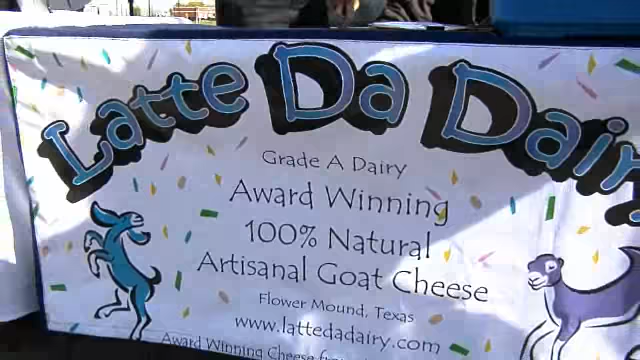 Latte Da Dairy
Grade A Dairy
Award Winning
100% Natural
Artisanal Goat Cheese
Flower Mound, Texas
www.lattedadairy.com
Award Winning Cheese